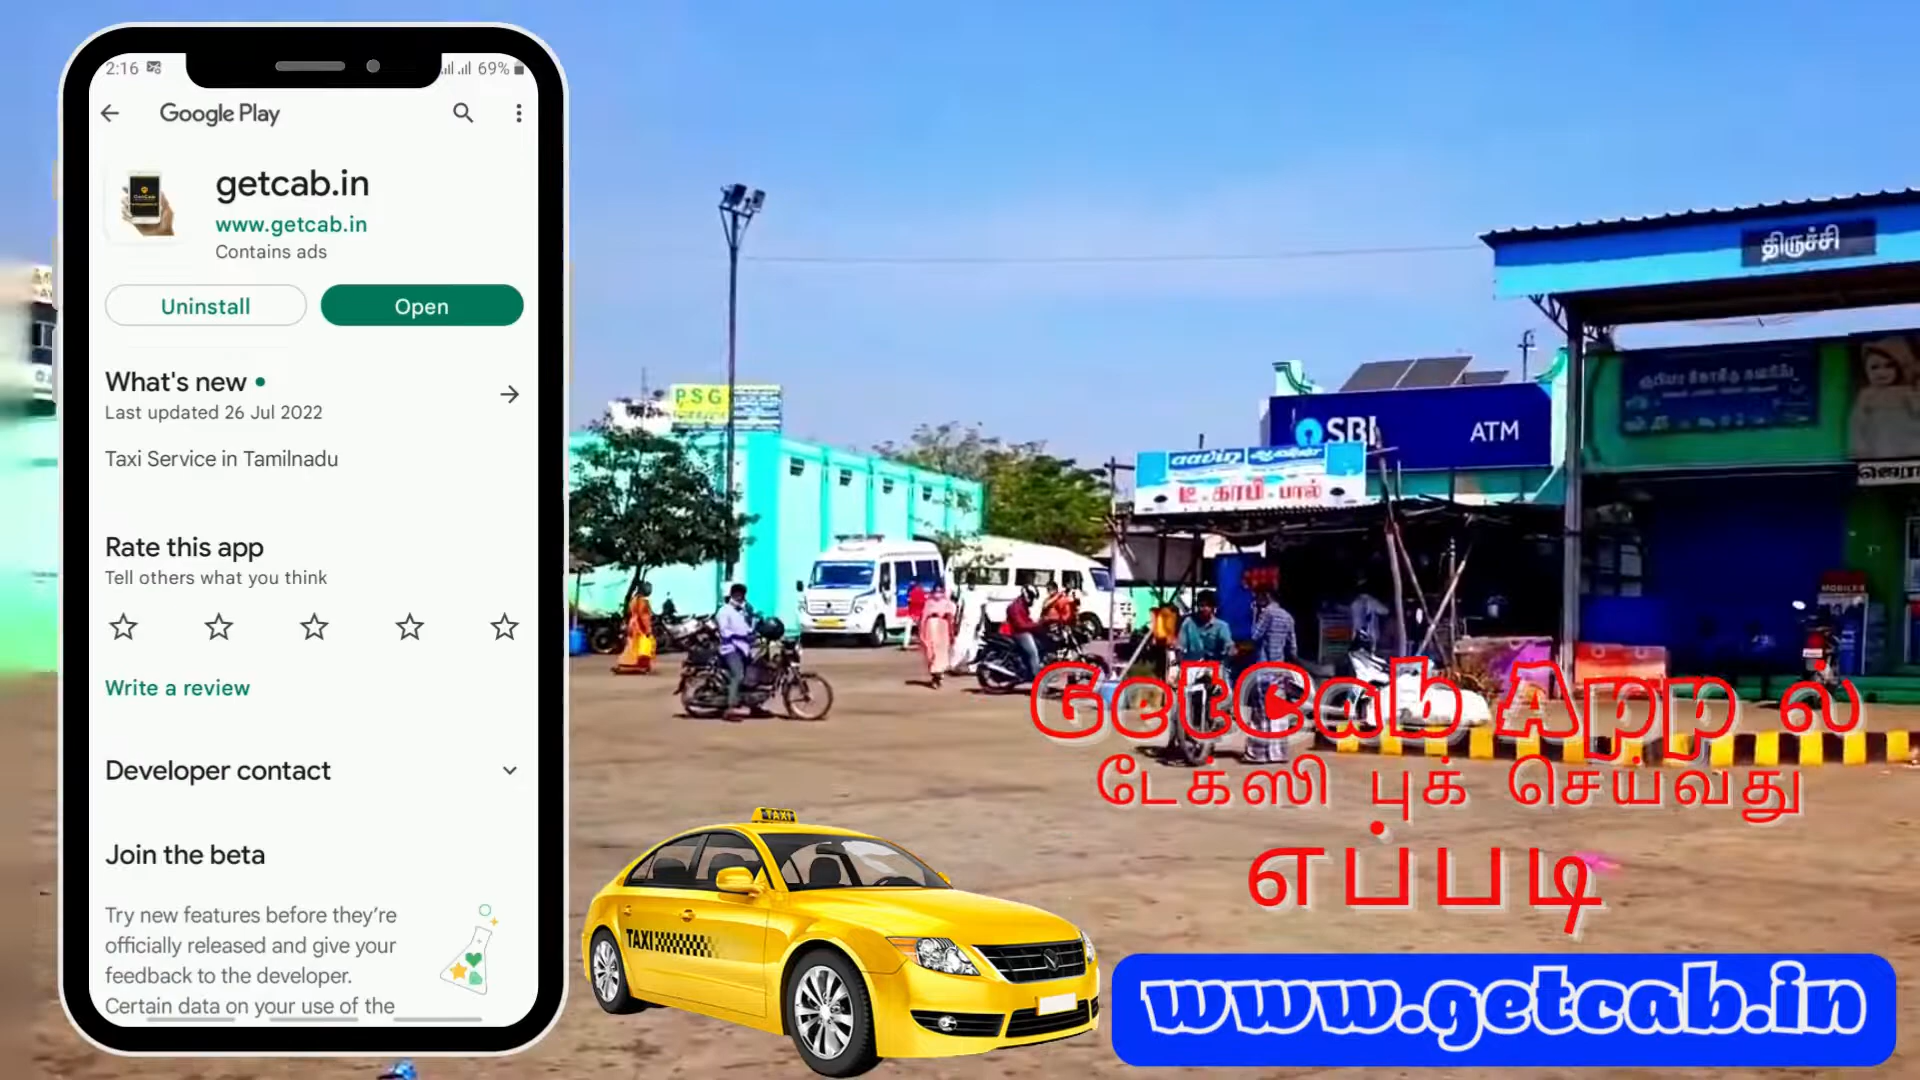 2:16
69%
Google Play
getcab.in
www.getcab.in
Contains ads
Uninstall
Open
What's new
Last updated 26 Jul 2022
Taxi Service in Tamilnadu
Rate this app
Tell others what you think
Write a review
Developer contact
Join the beta
Try new features before they're
officially released and give your
feedback to the developer.
Certain data on your use of the
திருச்சி
PSG
SBI
ATM
டீ. காபி. பால்
MOBILES
GetCab App ல்
டேக்ஸி புக் செய்வது
எப்படி
TAXI
TAXI
www.getcab.in